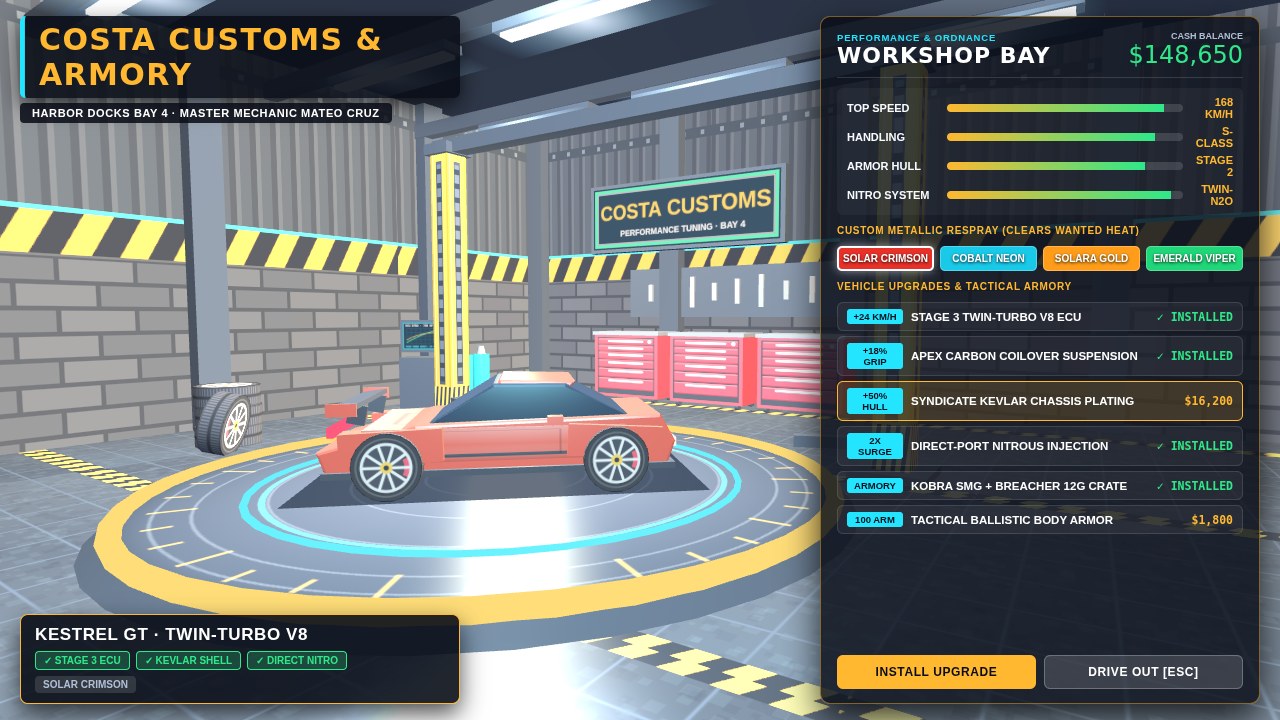 COSTA CUSTOMS &
ARMORY
HARBOR DOCKS BAY 4 · MASTER MECHANIC MATEO CRUZ
COSTA CUSTOMS
PERFORMANCE TUNING · BAY 4
KESTREL GT · TWIN-TURBO V8
✓ STAGE 3 ECU
✓ KEVLAR SHELL
✓ DIRECT NITRO
SOLAR CRIMSON
PERFORMANCE & ORDNANCE
WORKSHOP BAY
CASH BALANCE
$148,650
TOP SPEED
168
KM/H
HANDLING
S-
CLASS
ARMOR HULL
STAGE
2
NITRO SYSTEM
TWIN-
N2O
CUSTOM METALLIC RESPRAY (CLEARS WANTED HEAT)
SOLAR CRIMSON
COBALT NEON
SOLARA GOLD
EMERALD VIPER
VEHICLE UPGRADES & TACTICAL ARMORY
+24 KM/H
STAGE 3 TWIN-TURBO V8 ECU
✓ INSTALLED
+18%
GRIP
APEX CARBON COILOVER SUSPENSION
✓ INSTALLED
+50%
HULL
SYNDICATE KEVLAR CHASSIS PLATING
$16,200
2X
SURGE
DIRECT-PORT NITROUS INJECTION
✓ INSTALLED
ARMORY
KOBRA SMG + BREACHER 12G CRATE
✓ INSTALLED
100 ARM
TACTICAL BALLISTIC BODY ARMOR
$1,800
INSTALL UPGRADE
DRIVE OUT [ESC]